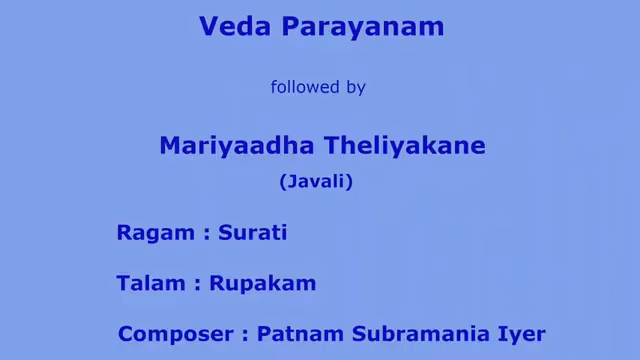 Veda Parayanam
followed by
Mariyaadha Theliyakane
(Javali)
Ragam : Surati
Talam : Rupakam
Composer : Patnam Subramania Iyer